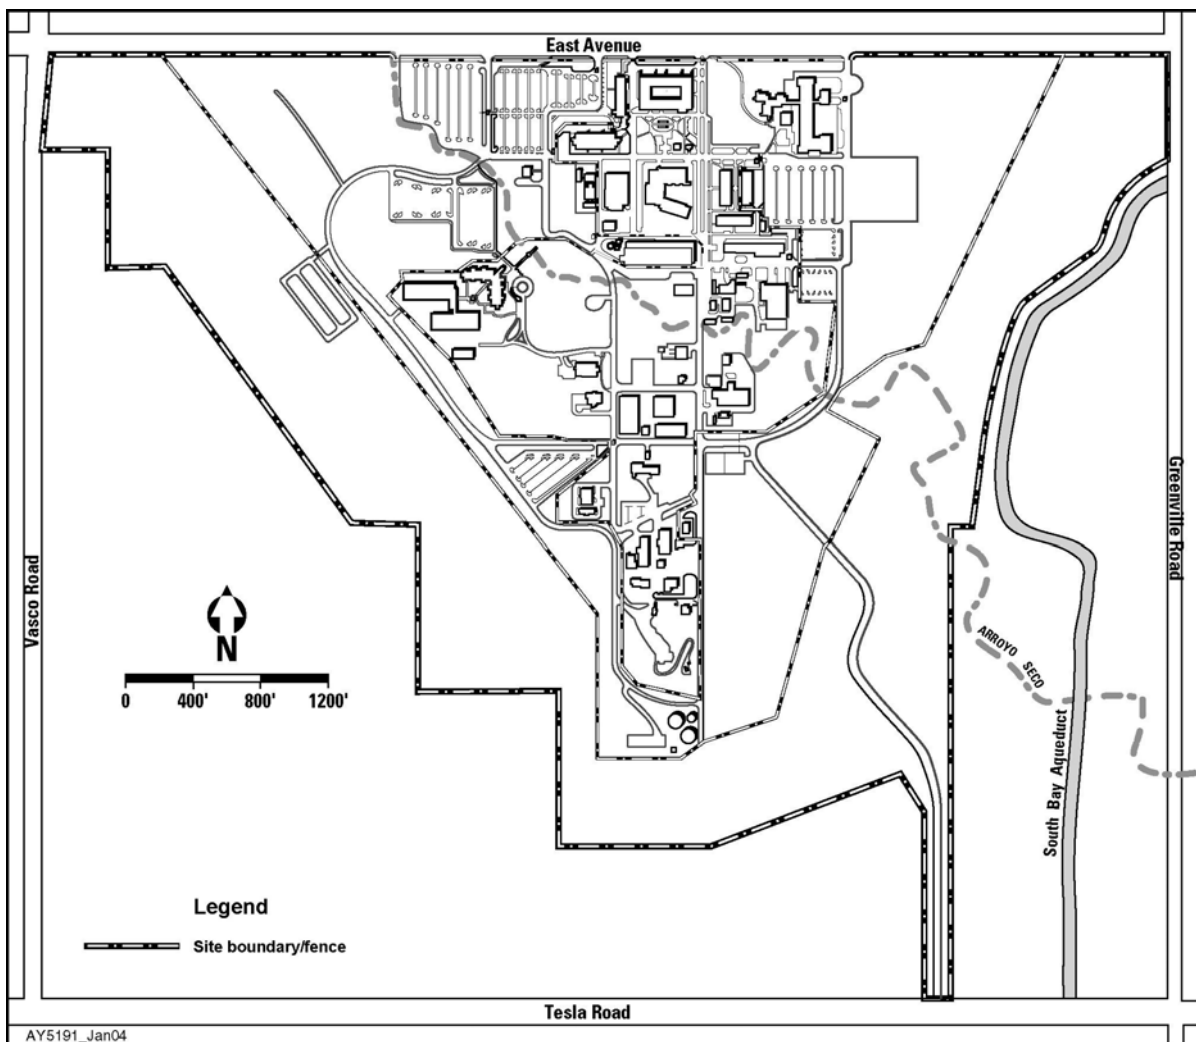 East Avenue
Vasco Road
Greenville Road
N
0 400' 800' 1200'
ARROYO SECO
South Bay Aqueduct
Legend
Site boundary/fence
Tesla Road
AY5191_Jan04